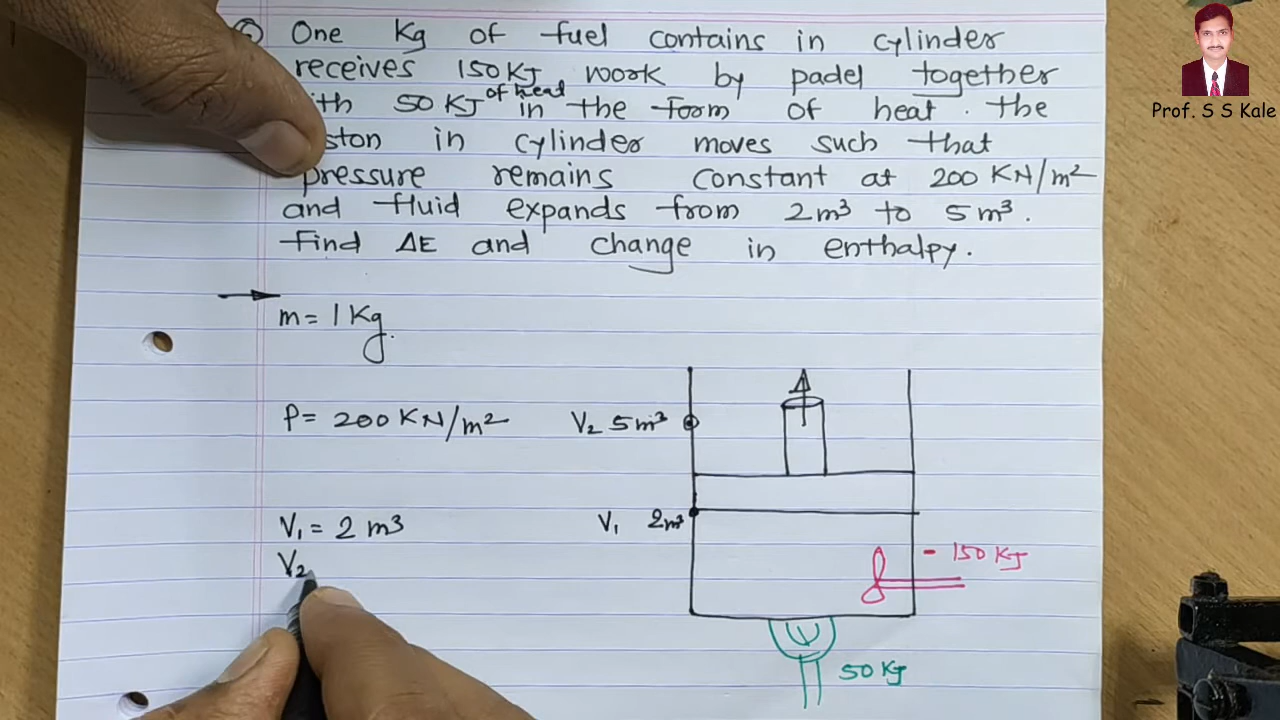 One Kg of fuel contains in cylinder
receives 150 KJ work by padel together
of heat
50 KJ in the form of heat. the
in cylinder moves such that
pressure remains constant at 200 KN/m²
and fluid expands from 2m³ to 5m³.
find ΔE and change in enthalpy.
m = 1 Kg.
P = 200 KN/m²
V₂ 5m³
V₁ = 2 m³
V₁ 2m³
V₂
- 150 KJ
50 KJ
Prof. S S Kale